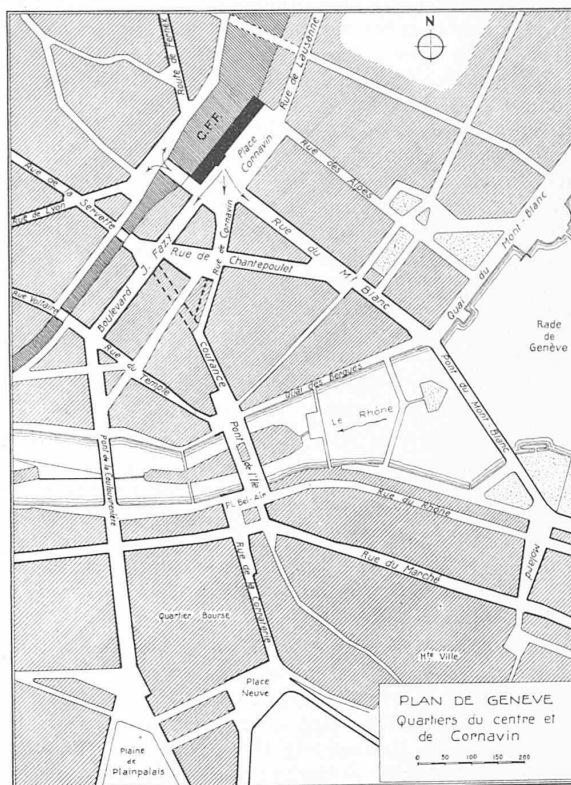 N
Route de Ferney
C.F.F.
Rue de Lausanne
Place Cornavin
Rue des Alpes
Rue de la Servette
Rue de Lyon
Boulevard J. Fazy
Rue de Cornavin
Rue de Chantepoulet
Rue du Mt Blanc
Quai du Mont-Blanc
Rade de Genève
Rue Voltaire
Rue du Temple
Coutance
Quai des Bergues
Pont du Mont Blanc
Le Rhône
Pont de la Coulouvrenière
Pont de l'Ile
Pl. Bel-Air
Rue du Rhône
Rue du Marché
Molard
Rue de la Corraterie
Quartier Bourse
Hte Ville
Place Neuve
Plaine de Plainpalais
PLAN DE GENEVE
Quartiers du centre et
de Cornavin
0 50 100 150 200